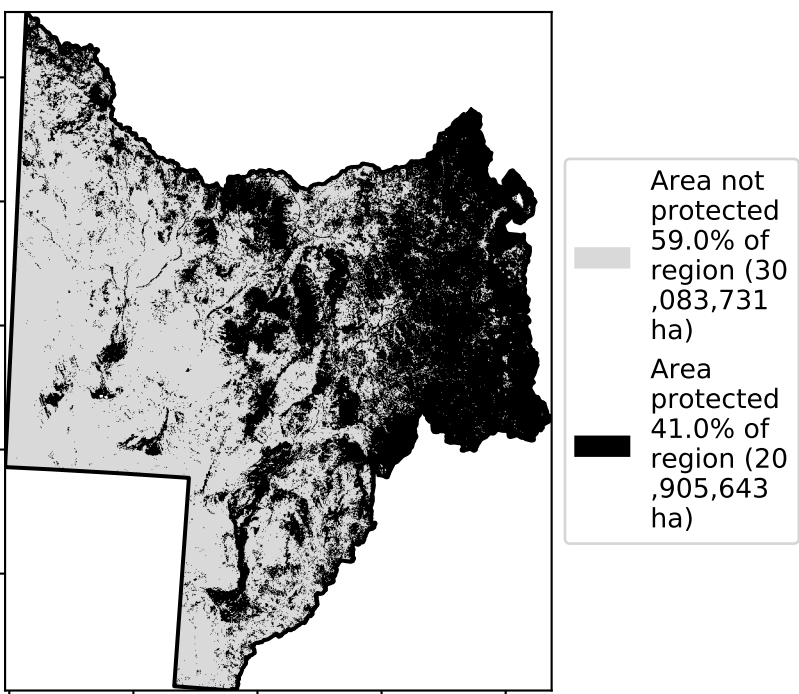 Area not
protected
59.0% of
region (30
,083,731
ha)
Area
protected
41.0% of
region (20
,905,643
ha)